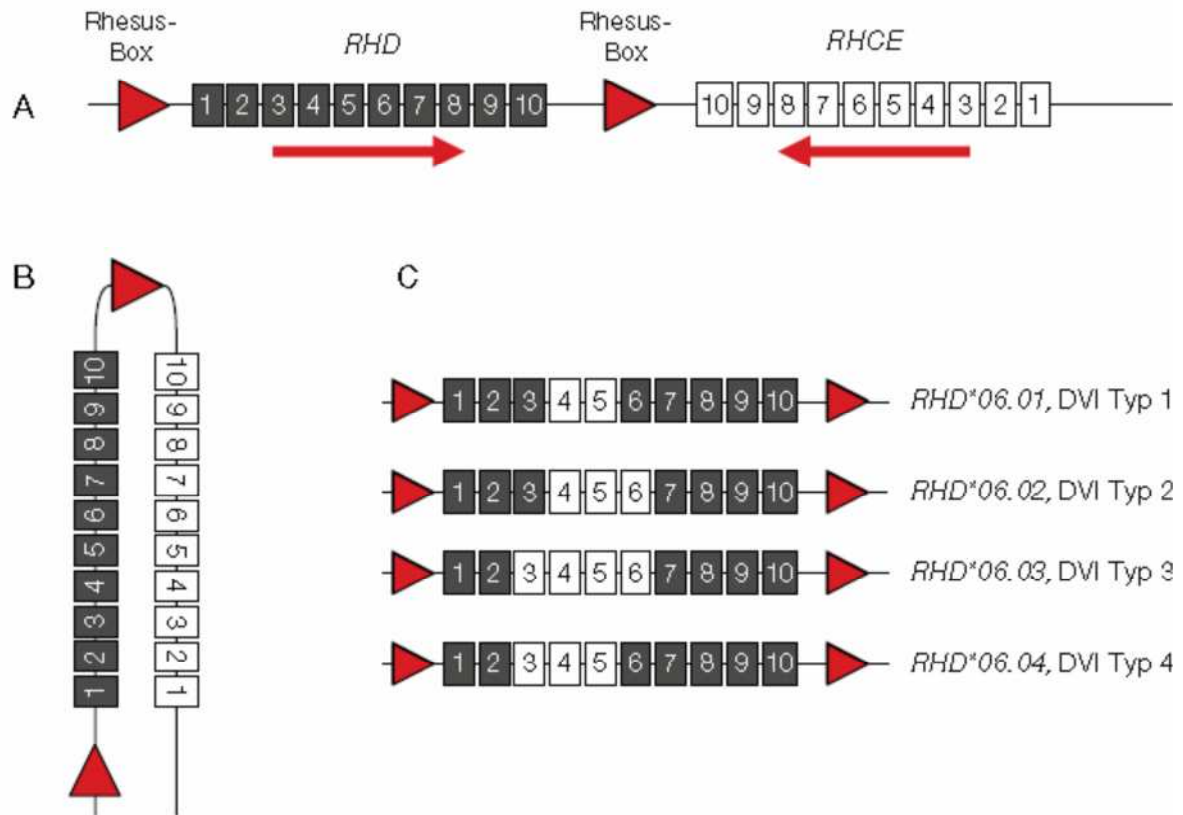 Rhesus-
Box
RHD
Rhesus-
Box
RHCE
A
1 2 3 4 5 6 7 8 9 10
10 9 8 7 6 5 4 3 2 1
B
10 9 8 7 6 5 4 3 2 1
10 9 8 7 6 5 4 3 2 1
C
1 2 3 4 5 6 7 8 9 10 RHD*06.01, DVI Typ 1
1 2 3 4 5 6 7 8 9 10 RHD*06.02, DVI Typ 2
1 2 3 4 5 6 7 8 9 10 RHD*06.03, DVI Typ 3
1 2 3 4 5 6 7 8 9 10 RHD*06.04, DVI Typ 4